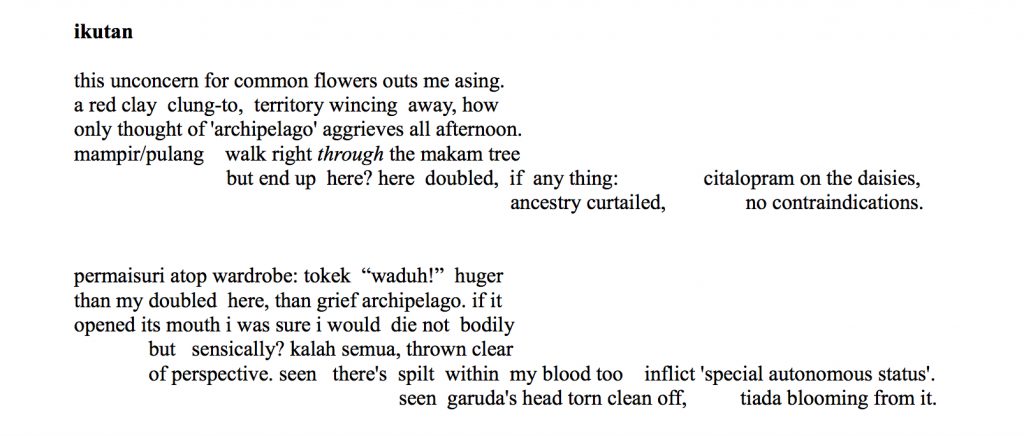 ikutan
this unconcern for common flowers outs me asing.
a red clay clung-to, territory wincing away, how
only thought of 'archipelago' aggrieves all afternoon.
mampir/pulang walk right through the makam tree
but end up here? here doubled, if any thing: citalopram on the daisies,
ancestry curtailed, no contraindications.
permaisuri atop wardrobe: tokek “waduh!” huger
than my doubled here, than grief archipelago. if it
opened its mouth i was sure i would die not bodily
but sensically? kalah semua, thrown clear
of perspective. seen there's spilt within my blood too inflict 'special autonomous status'.
seen garuda's head torn clean off, tiada blooming from it.